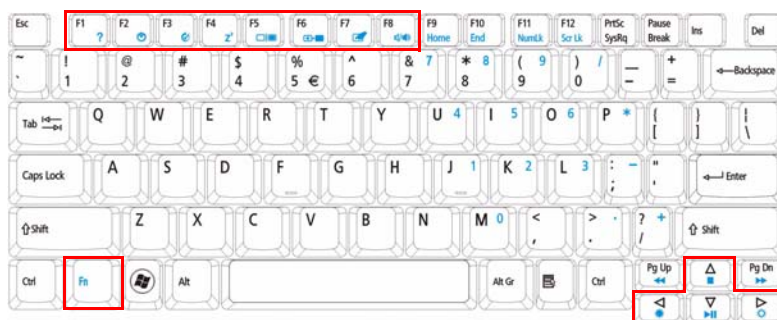 Esc F1 ? F2 F3 F4 Zz F5 F6 F7 F8 F9 Home F10 End F11 NumLk F12 Scr Lk PrtSc SysRq Pause Break Ins Del
~ ` ! 1 @ 2 # 3 $ 4 % 5 € ^ 6 & 7 7 * 8 8 ( 9 9 ) 0 / _ - + = Backspace
Tab Q W E R T Y U 4 I 5 O 6 P * { [ } ] | \
Caps Lock A S D F G H J 1 K 2 L 3 : ; - " ' Enter
Shift Z X C V B N M 0 < , > . . ? / + Shift
Ctrl Fn Alt Alt Gr Ctrl Pg Up Pg Dn